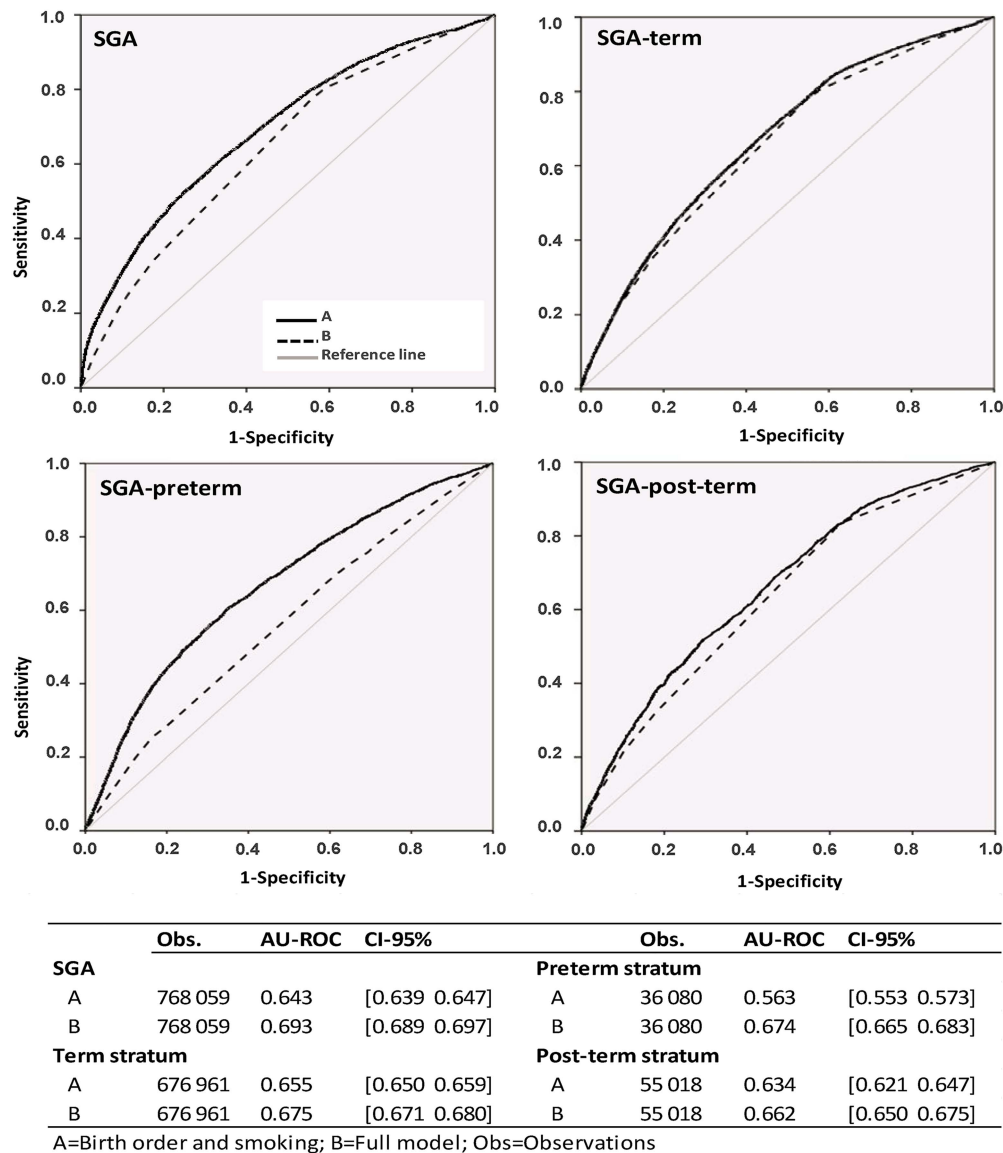 SGA
1.0
0.8
0.6
0.4
0.2
0.0
Sensitivity
A
B
Reference line
0.0 0.2 0.4 0.6 0.8 1.0
1-Specificity
SGA-term
1.0
0.8
0.6
0.4
0.2
0.0
0.0 0.2 0.4 0.6 0.8 1.0
1-Specificity
SGA-preterm
1.0
0.8
0.6
0.4
0.2
0.0
Sensitivity
0.0 0.2 0.4 0.6 0.8 1.0
1-Specificity
SGA-post-term
1.0
0.8
0.6
0.4
0.2
0.0
0.0 0.2 0.4 0.6 0.8 1.0
1-Specificity
Obs. AU-ROC CI-95% Obs. AU-ROC CI-95%
SGA Preterm stratum
A 768 059 0.643 [0.639 0.647] A 36 080 0.563 [0.553 0.573]
B 768 059 0.693 [0.689 0.697] B 36 080 0.674 [0.665 0.683]
Term stratum Post-term stratum
A 676 961 0.655 [0.650 0.659] A 55 018 0.634 [0.621 0.647]
B 676 961 0.675 [0.671 0.680] B 55 018 0.662 [0.650 0.675]
A=Birth order and smoking; B=Full model; Obs=Observations